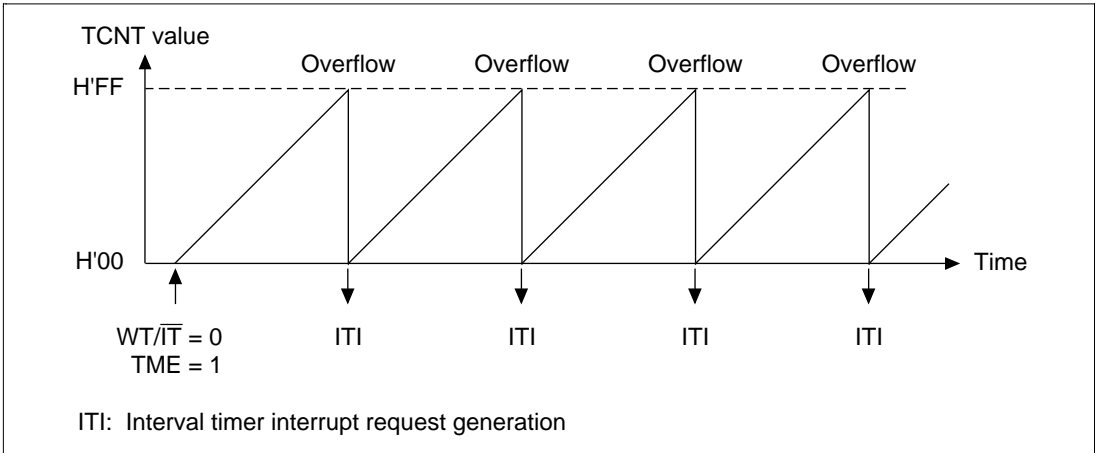 TCNT value
Overflow Overflow Overflow Overflow
H'FF
H'00
Time
WT/I̅T̅ = 0
TME = 1
ITI ITI ITI ITI
ITI: Interval timer interrupt request generation